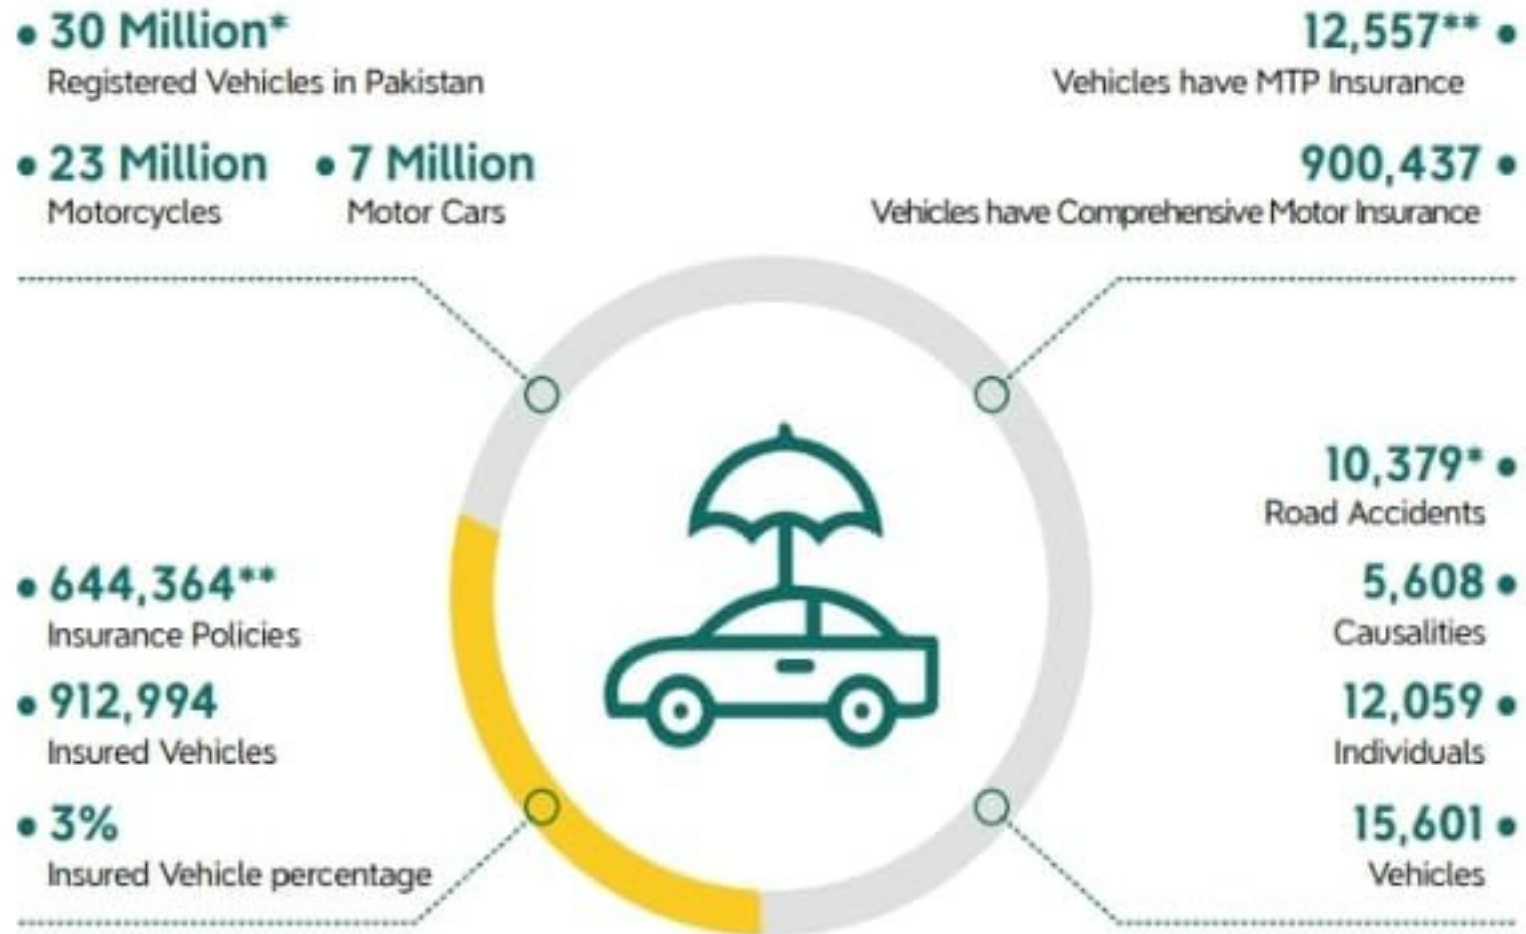 • 30 Million*
Registered Vehicles in Pakistan
• 23 Million
Motorcycles
• 7 Million
Motor Cars
12,557** •
Vehicles have MTP Insurance
900,437 •
Vehicles have Comprehensive Motor Insurance
• 644,364**
Insurance Policies
• 912,994
Insured Vehicles
• 3%
Insured Vehicle percentage
10,379* •
Road Accidents
5,608 •
Causalities
12,059 •
Individuals
15,601 •
Vehicles